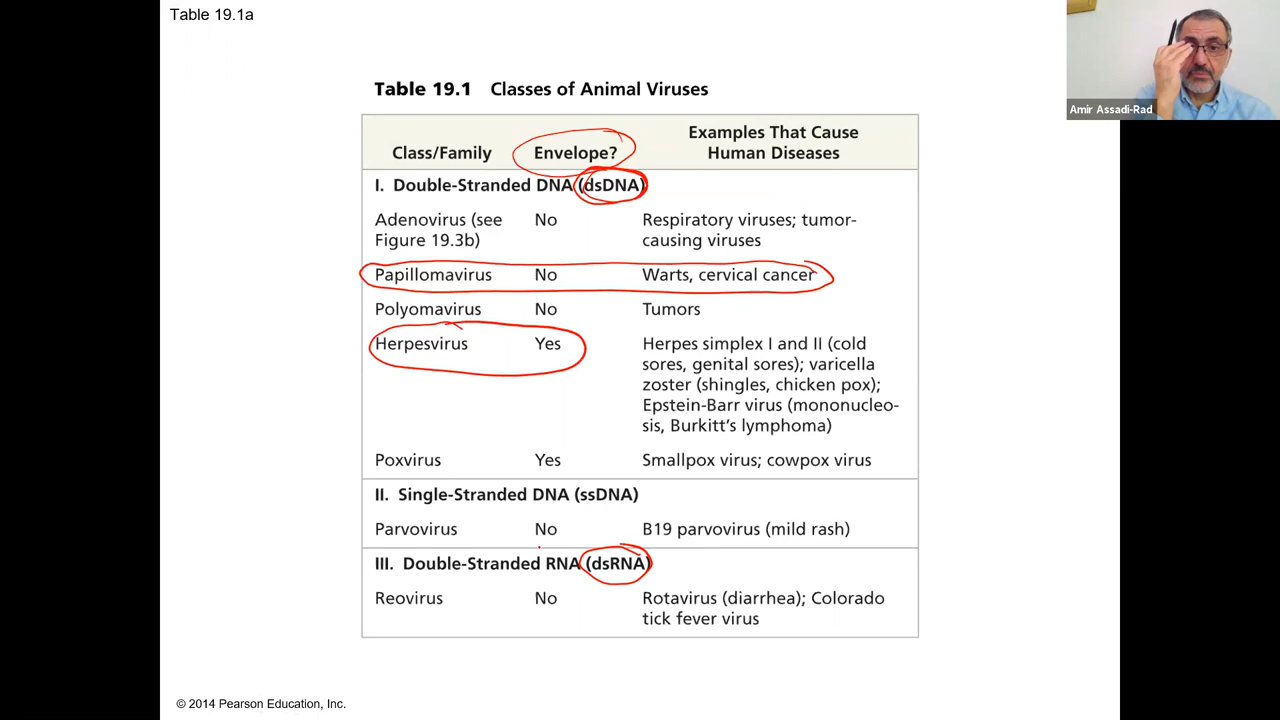 Table 19.1a
Amir Assadi-Rad
Table 19.1 Classes of Animal Viruses
Class/Family Envelope? Examples That Cause
Human Diseases
I. Double-Stranded DNA (dsDNA)
Adenovirus (see No Respiratory viruses; tumor-
Figure 19.3b) causing viruses
Papillomavirus No Warts, cervical cancer
Polyomavirus No Tumors
Herpesvirus Yes Herpes simplex I and II (cold
sores, genital sores); varicella
zoster (shingles, chicken pox);
Epstein-Barr virus (mononucleo-
sis, Burkitt's lymphoma)
Poxvirus Yes Smallpox virus; cowpox virus
II. Single-Stranded DNA (ssDNA)
Parvovirus No B19 parvovirus (mild rash)
III. Double-Stranded RNA (dsRNA)
Reovirus No Rotavirus (diarrhea); Colorado
tick fever virus
© 2014 Pearson Education, Inc.